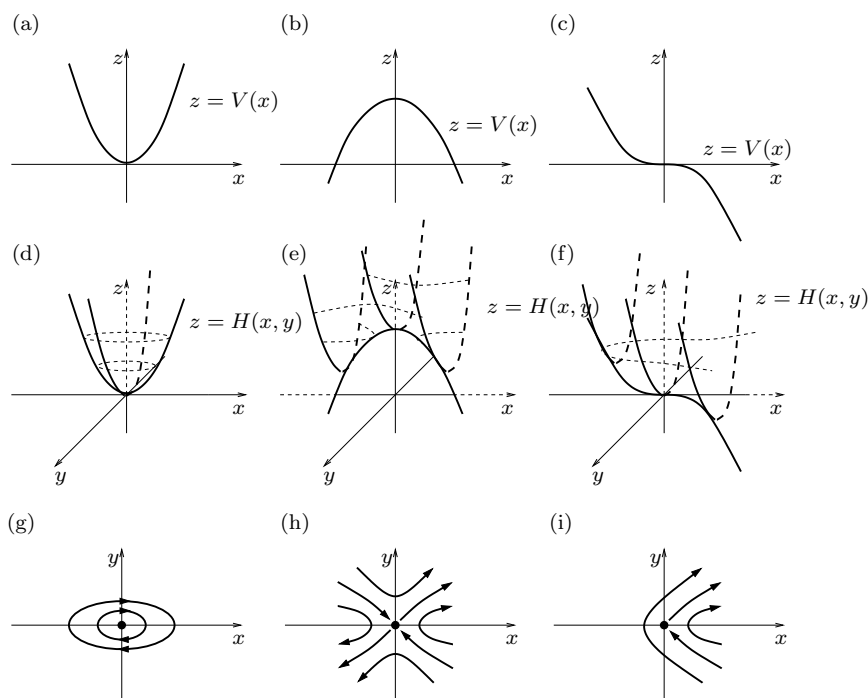 (a) (b) (c)
z z z
z = V(x) z = V(x) z = V(x)
x x x
(d) (e) (f)
z z z
z = H(x, y) z = H(x, y) z = H(x, y)
x x x
y y y
(g) (h) (i)
y y y
x x x